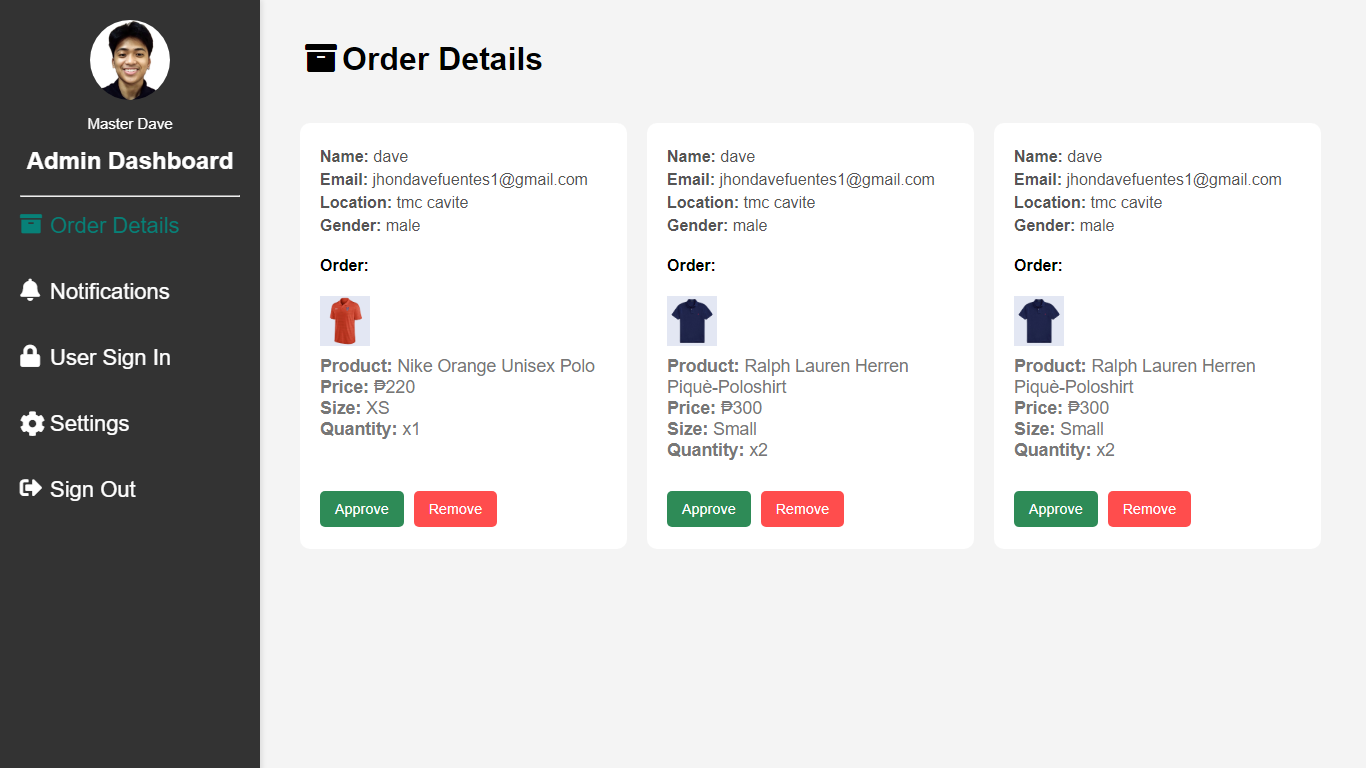 Master Dave
Admin Dashboard
Order Details
Notifications
User Sign In
Settings
Sign Out
Order Details
Name: dave
Email: jhondavefuentes1@gmail.com
Location: tmc cavite
Gender: male
Order:
Product: Nike Orange Unisex Polo
Price: ₱220
Size: XS
Quantity: x1
Approve Remove
Name: dave
Email: jhondavefuentes1@gmail.com
Location: tmc cavite
Gender: male
Order:
Product: Ralph Lauren Herren
Piquè-Poloshirt
Price: ₱300
Size: Small
Quantity: x2
Approve Remove
Name: dave
Email: jhondavefuentes1@gmail.com
Location: tmc cavite
Gender: male
Order:
Product: Ralph Lauren Herren
Piquè-Poloshirt
Price: ₱300
Size: Small
Quantity: x2
Approve Remove